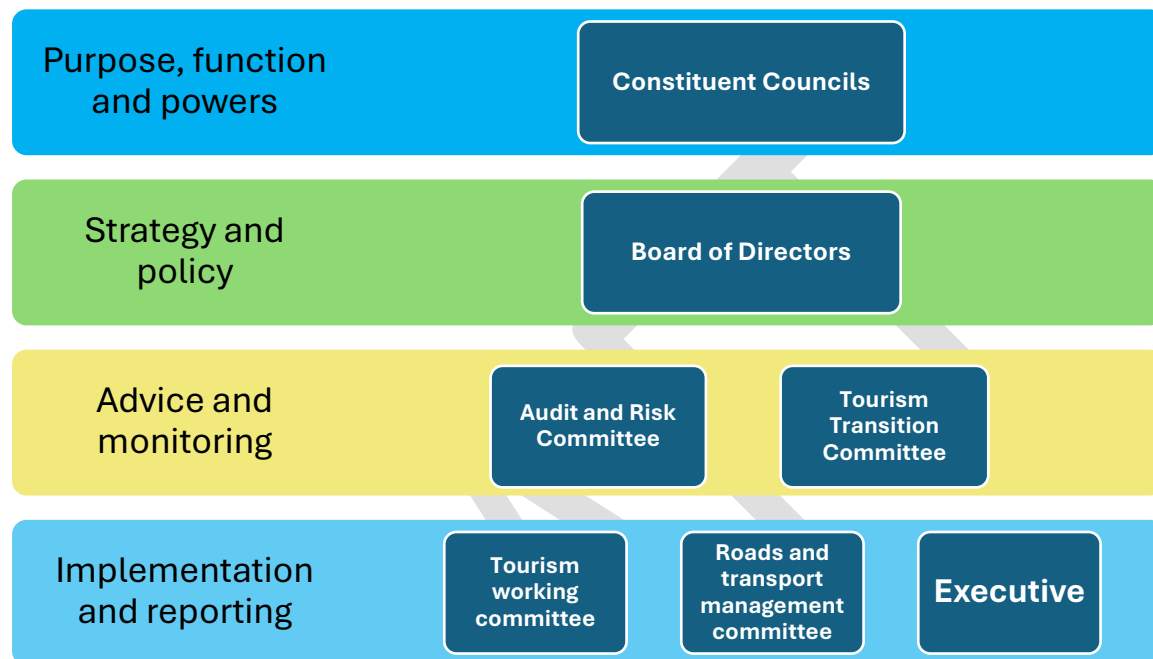 Purpose, function
and powers
Constituent Councils
Strategy and
policy
Board of Directors
Advice and
monitoring
Audit and Risk
Committee
Tourism
Transition
Committee
Implementation
and reporting
Tourism
working
committee
Roads and
transport
management
committee
Executive